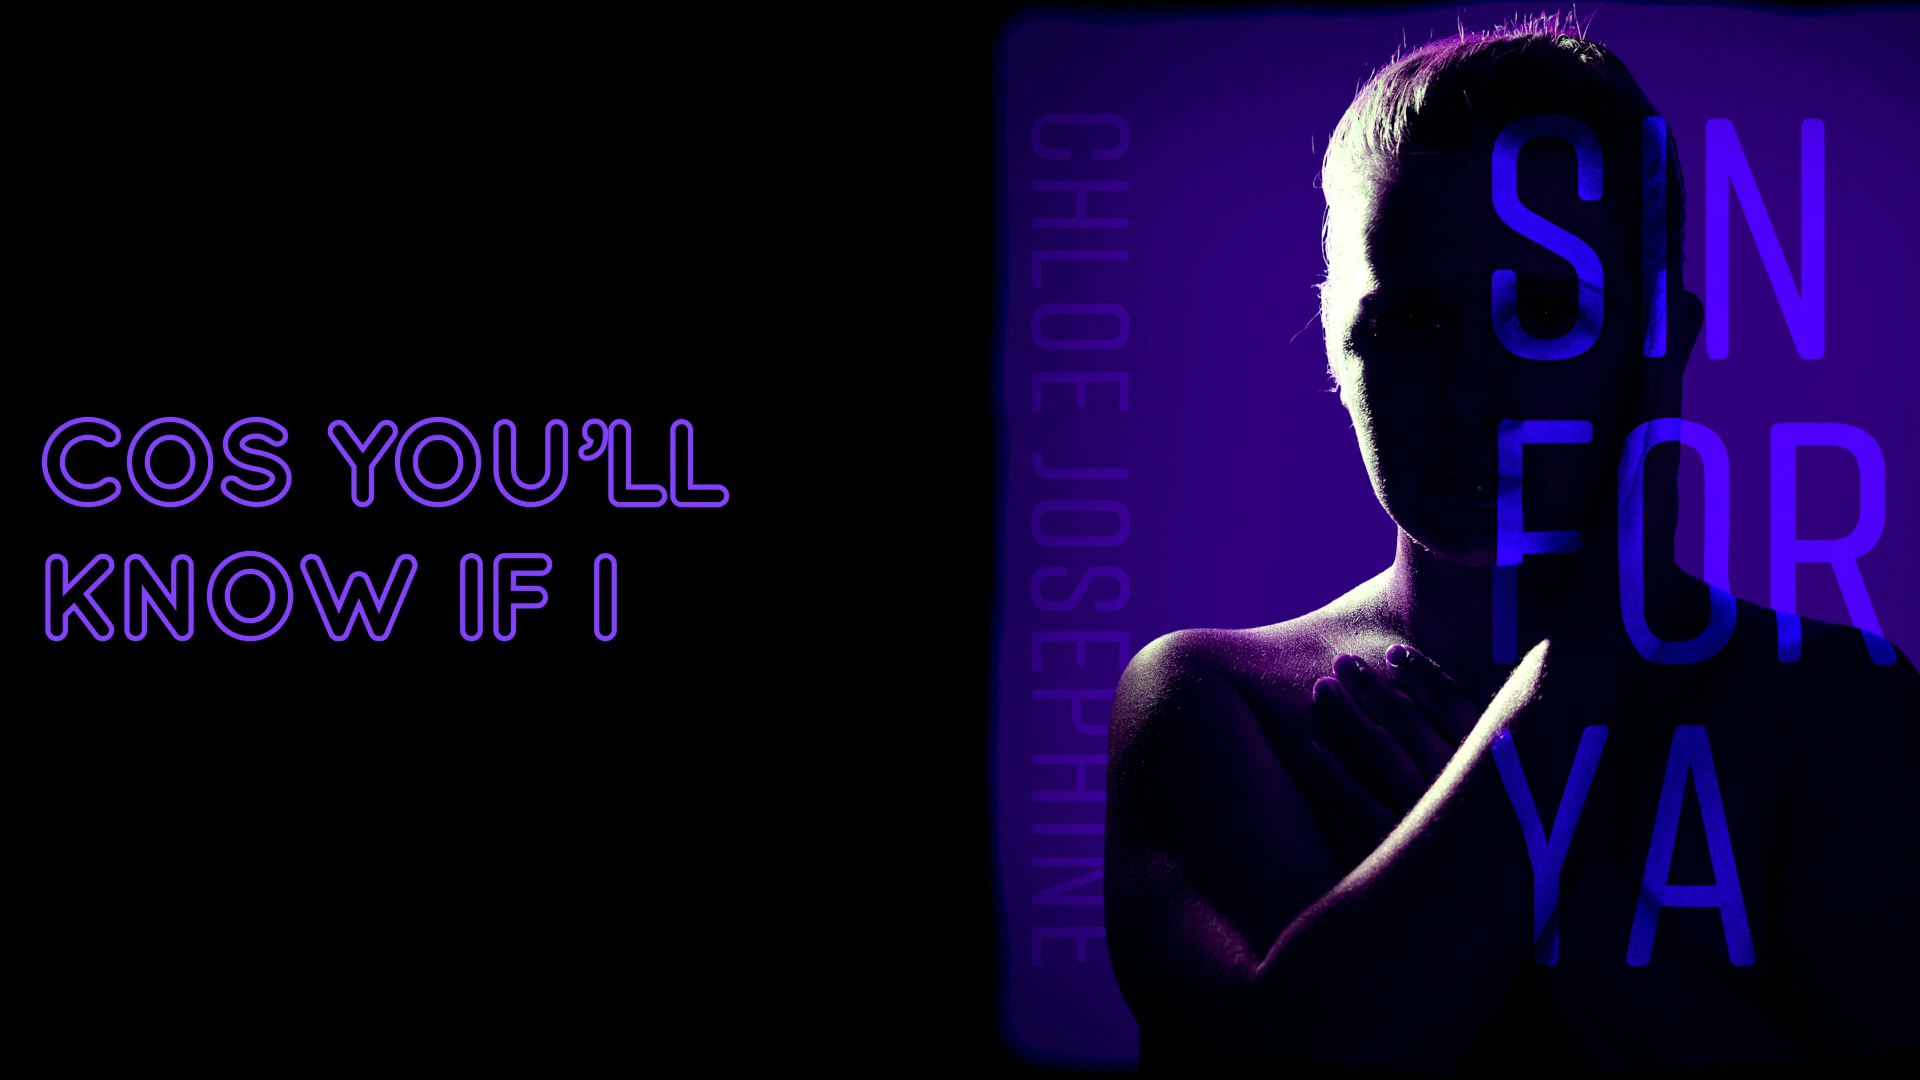 COS YOU’LL
KNOW IF I
CHLOE JOSEPHINE
SIN
FOR
YA